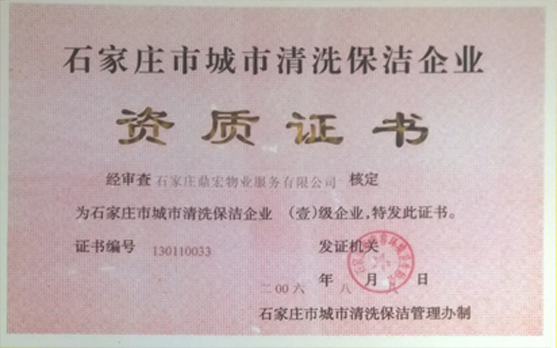 石家庄市城市清洗保洁企业
资质证书
经审查 石家庄鼎宏物业服务有限公司 核定
为石家庄市城市清洗保洁企业 （壹）级企业,特发此证书。
证书编号 130110033 发证机关
二00六 年 八 月 日
石家庄市城市清洗保洁管理办制